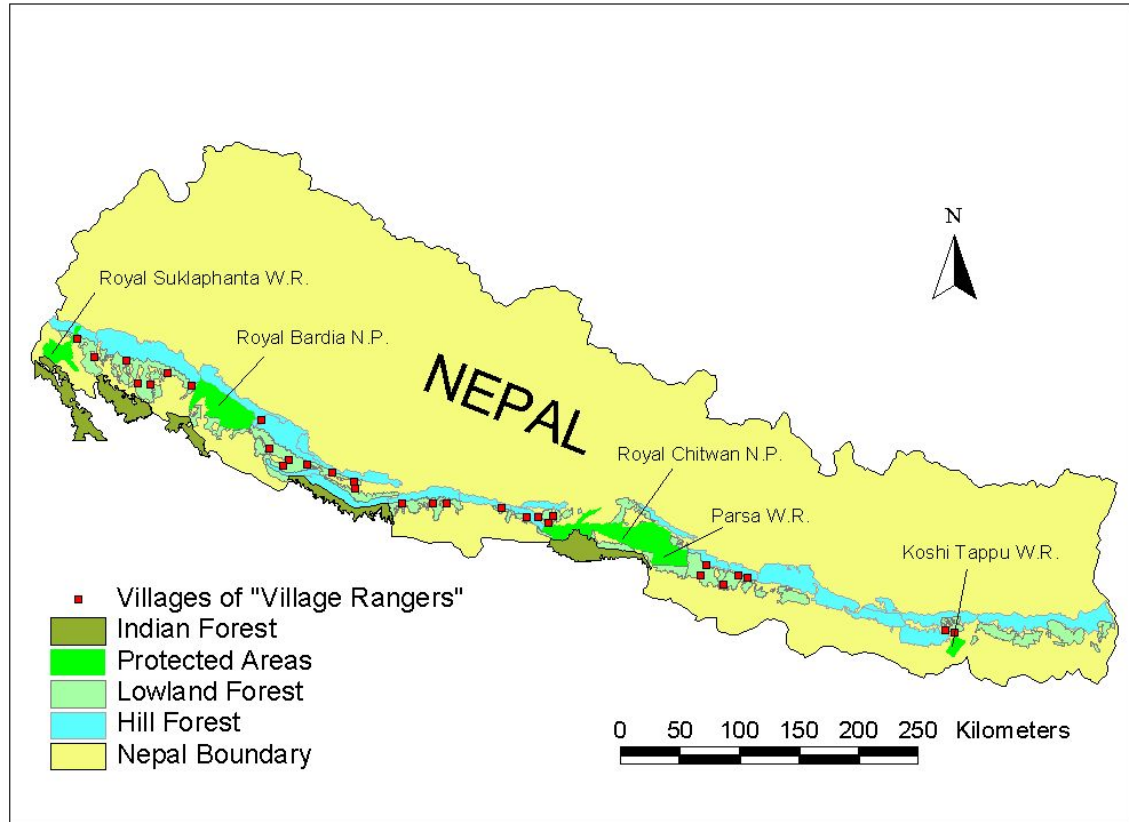 N
Royal Suklaphanta W.R.
Royal Bardia N.P.
NEPAL
Royal Chitwan N.P.
Parsa W.R.
Koshi Tappu W.R.
Villages of "Village Rangers"
Indian Forest
Protected Areas
Lowland Forest
Hill Forest
Nepal Boundary
0 50 100 150 200 250 Kilometers